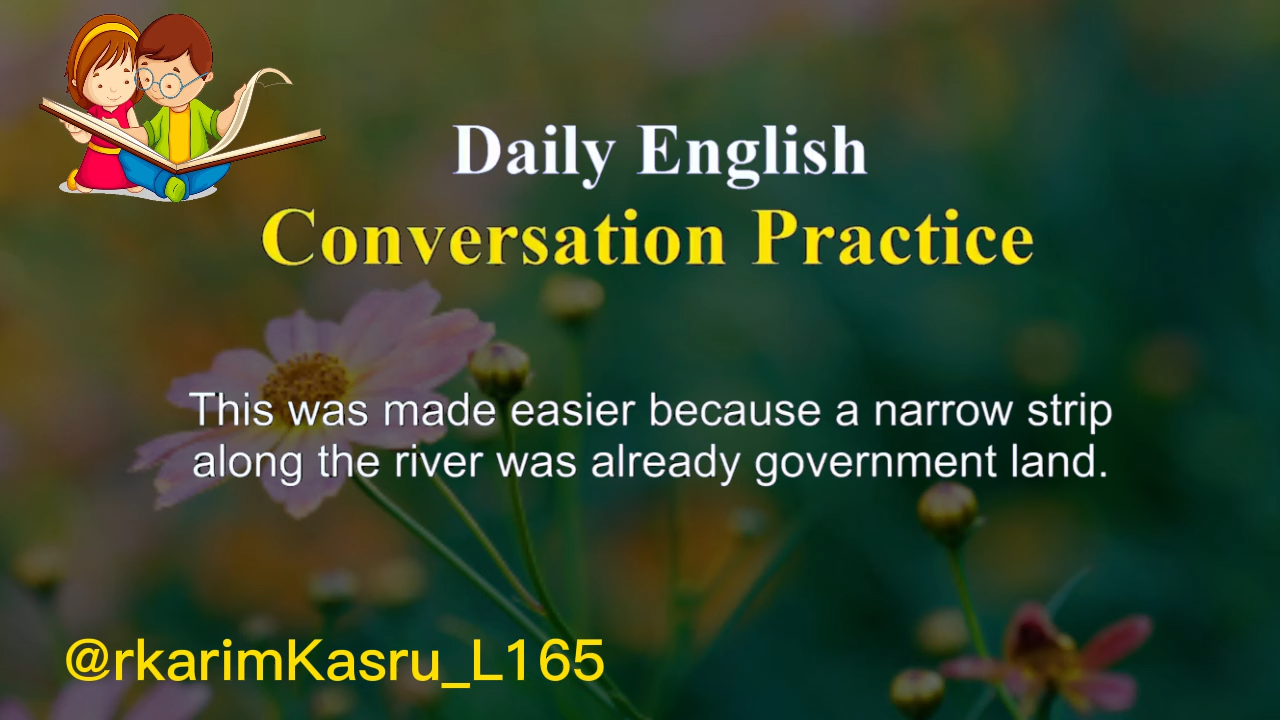 Daily English
Conversation Practice
This was made easier because a narrow strip
along the river was already government land.
@rkarimKasru_L165